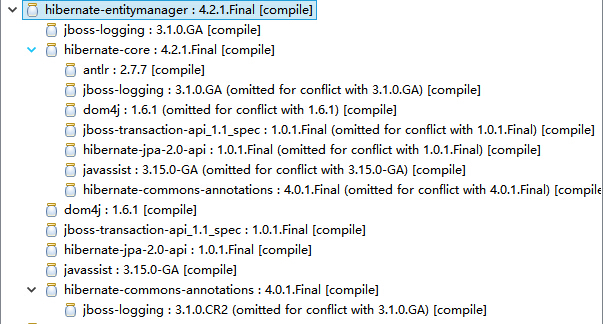 hibernate-entitymanager : 4.2.1.Final [compile]
jboss-logging : 3.1.0.GA [compile]
hibernate-core : 4.2.1.Final [compile]
antlr : 2.7.7 [compile]
jboss-logging : 3.1.0.GA (omitted for conflict with 3.1.0.GA) [compile]
dom4j : 1.6.1 (omitted for conflict with 1.6.1) [compile]
jboss-transaction-api_1.1_spec : 1.0.1.Final (omitted for conflict with 1.0.1.Final) [compile]
hibernate-jpa-2.0-api : 1.0.1.Final (omitted for conflict with 1.0.1.Final) [compile]
javassist : 3.15.0-GA (omitted for conflict with 3.15.0-GA) [compile]
hibernate-commons-annotations : 4.0.1.Final (omitted for conflict with 4.0.1.Final) [compile
dom4j : 1.6.1 [compile]
jboss-transaction-api_1.1_spec : 1.0.1.Final [compile]
hibernate-jpa-2.0-api : 1.0.1.Final [compile]
javassist : 3.15.0-GA [compile]
hibernate-commons-annotations : 4.0.1.Final [compile]
jboss-logging : 3.1.0.CR2 (omitted for conflict with 3.1.0.GA) [compile]